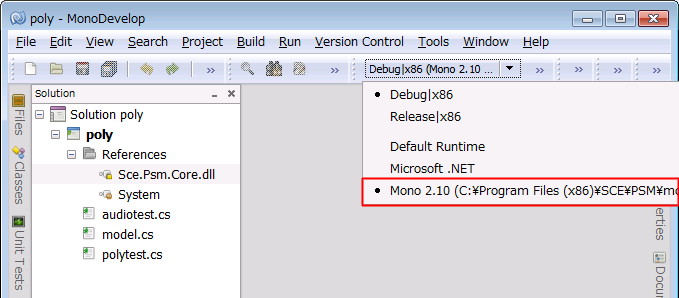 poly - MonoDevelop
File Edit View Search Project Build Run Version Control Tools Window Help
Debug|x86 (Mono 2.10 ...
Solution
Solution poly
poly
References
Sce.Psm.Core.dll
System
audiotest.cs
model.cs
polytest.cs
Files
Classes
Unit Tests
Debug|x86
Release|x86
Default Runtime
Microsoft .NET
Mono 2.10 (C:¥Program Files (x86)¥SCE¥PSM¥mo
erties
Docu